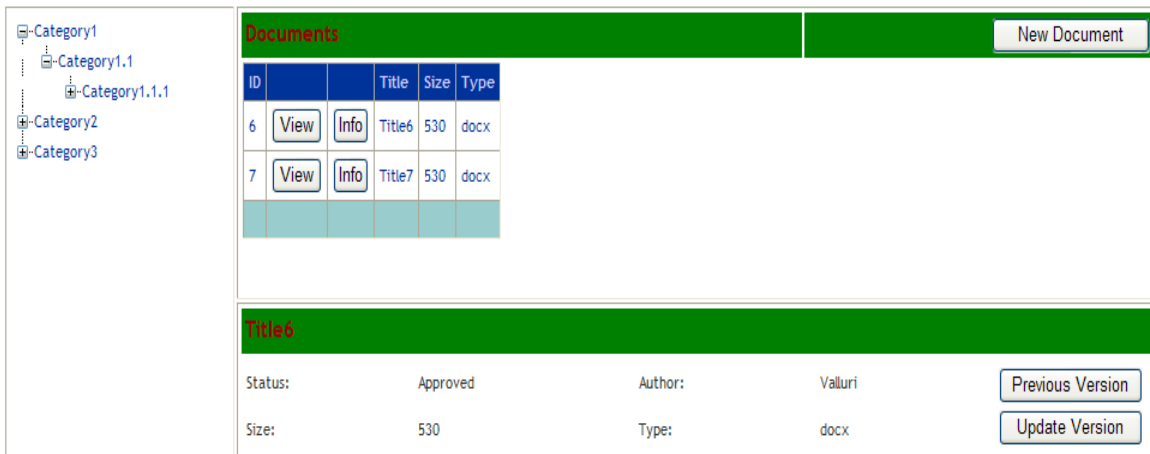 Category1
Category1.1
Category1.1.1
Category2
Category3
Documents New Document
ID Title Size Type
6 View Info Title6 530 docx
7 View Info Title7 530 docx
Title6
Status: Approved Author: Valluri Previous Version
Size: 530 Type: docx Update Version